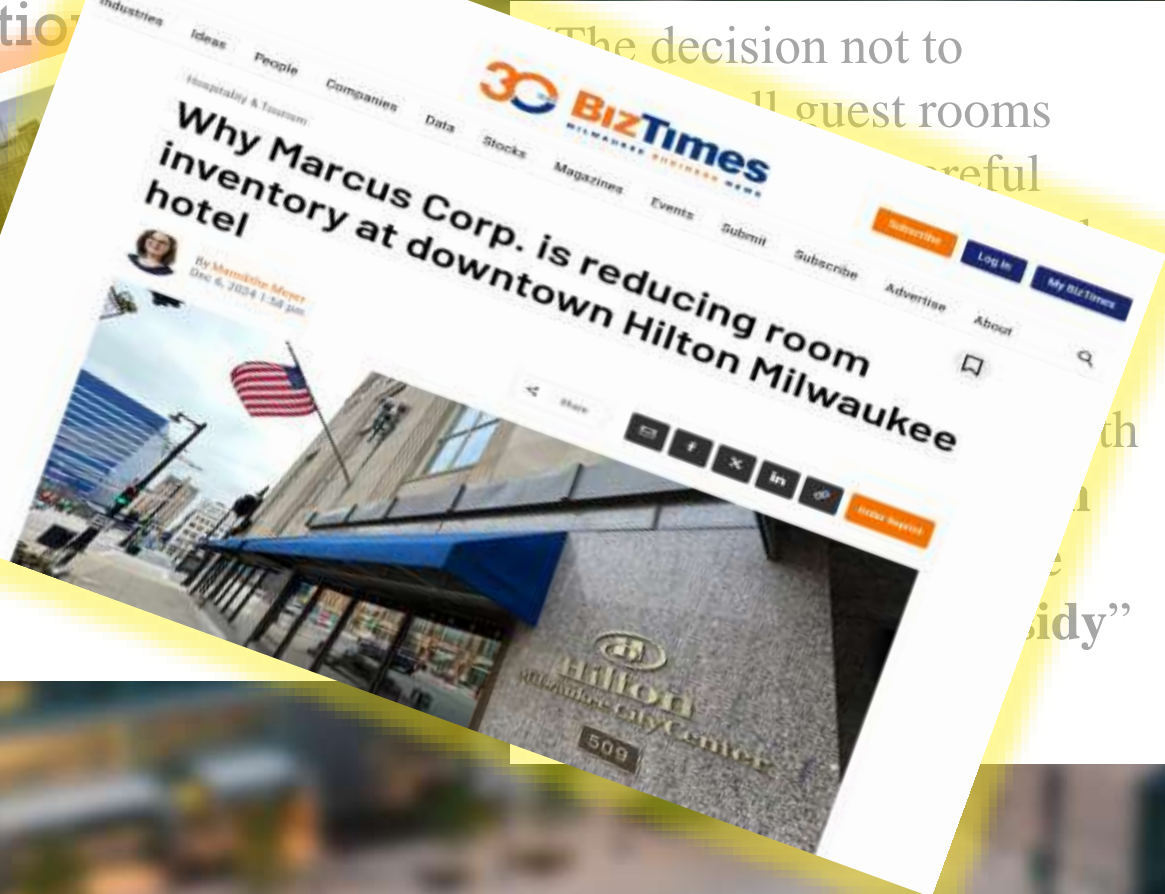 tio
“The decision not to
ll guest rooms
careful
th
idy”
Industries
Ideas
People
Companies
Data
Stocks
Magazines
Events
Submit
Subscribe
Advertise
About
30 BizTimes
MILWAUKEE BUSINESS NEWS
Subscribe
Log In
My BizTimes
Hospitality & Tourism
Why Marcus Corp. is reducing room
inventory at downtown Hilton Milwaukee
hotel
By Meyer
Dec 6, 2024 1:58 pm
Share
in
Order Reprint
Hilton
Milwaukee City Center
509